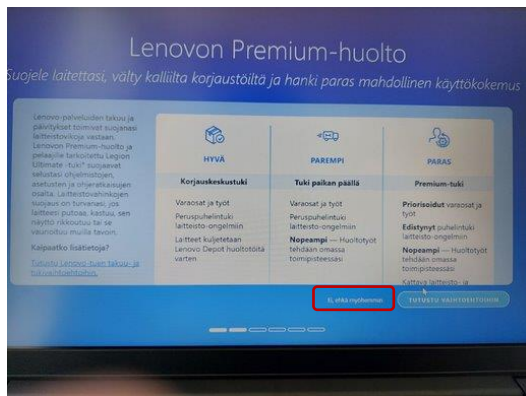 Lenovon Premium-huolto
Suojele laitettasi, välty kalliilta korjaustöiltä ja hanki paras mahdollinen käyttökokemus
Lenovo-palveluiden takuu ja
päivitykset toimivat suojanasi
laitteistovikoja vastaan.
Lenovon Premium-huolto ja
pelaajille tarkoitettu Legion
Ultimate -tuki* suojaavat
selustasi ohjelmistojen,
asetusten ja ohjeratkaisujen
osalta. Laitteistovahinkojen
suojaus on turvanasi, jos
laitteesi putoaa, kastuu, sen
näyttö rikkoutuu tai se
vaurioituu muilla tavoin.
Kaipaatko lisätietoja?
Tutustu Lenovo-tuen takuu- ja
tukivaihtoehtoihin.
HYVÄ
Korjauskeskustuki
Varaosat ja työt
Peruspuhelintuki
laitteisto-ongelmiin
Laitteet kuljetetaan
Lenovo Depot huoltotöitä
varten
PAREMPI
Tuki paikan päällä
Varaosat ja työt
Peruspuhelintuki
laitteisto-ongelmiin
Nopeampi — Huoltotyöt
tehdään omassa
toimipisteessäsi
PARAS
Premium-tuki
Priorisoidut varaosat ja
työt
Edistynyt puhelintuki
laitteisto-ongelmiin
Nopeampi — Huoltotyöt
tehdään omassa
toimipisteessäsi
Kattava laitteisto- ja
Ei, ehkä myöhemmin
TUTUSTU VAIHTOEHTOIHIN